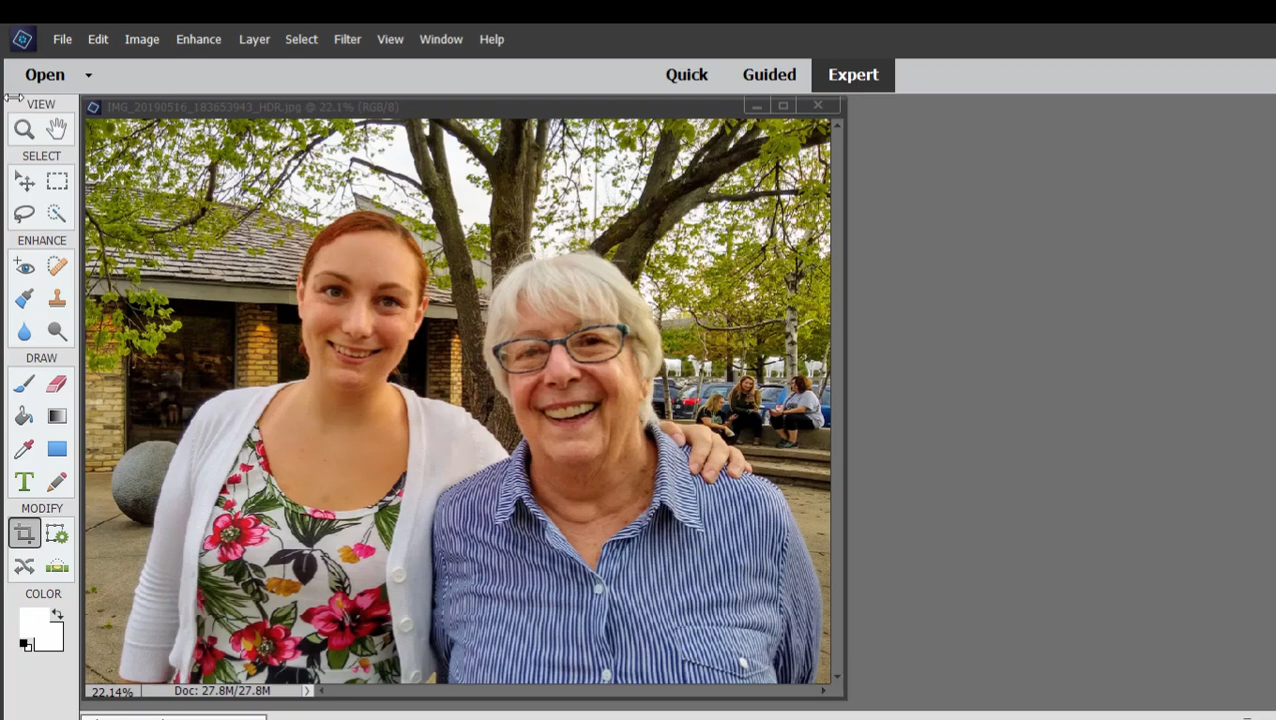 File Edit Image Enhance Layer Select Filter View Window Help
Open Quick Guided Expert
VIEW
IMG_20190516_183653943_HDR.jpg @ 22.1% (RGB/8)
SELECT
ENHANCE
DRAW
T
MODIFY
COLOR
22.14% Doc: 27.8M/27.8M